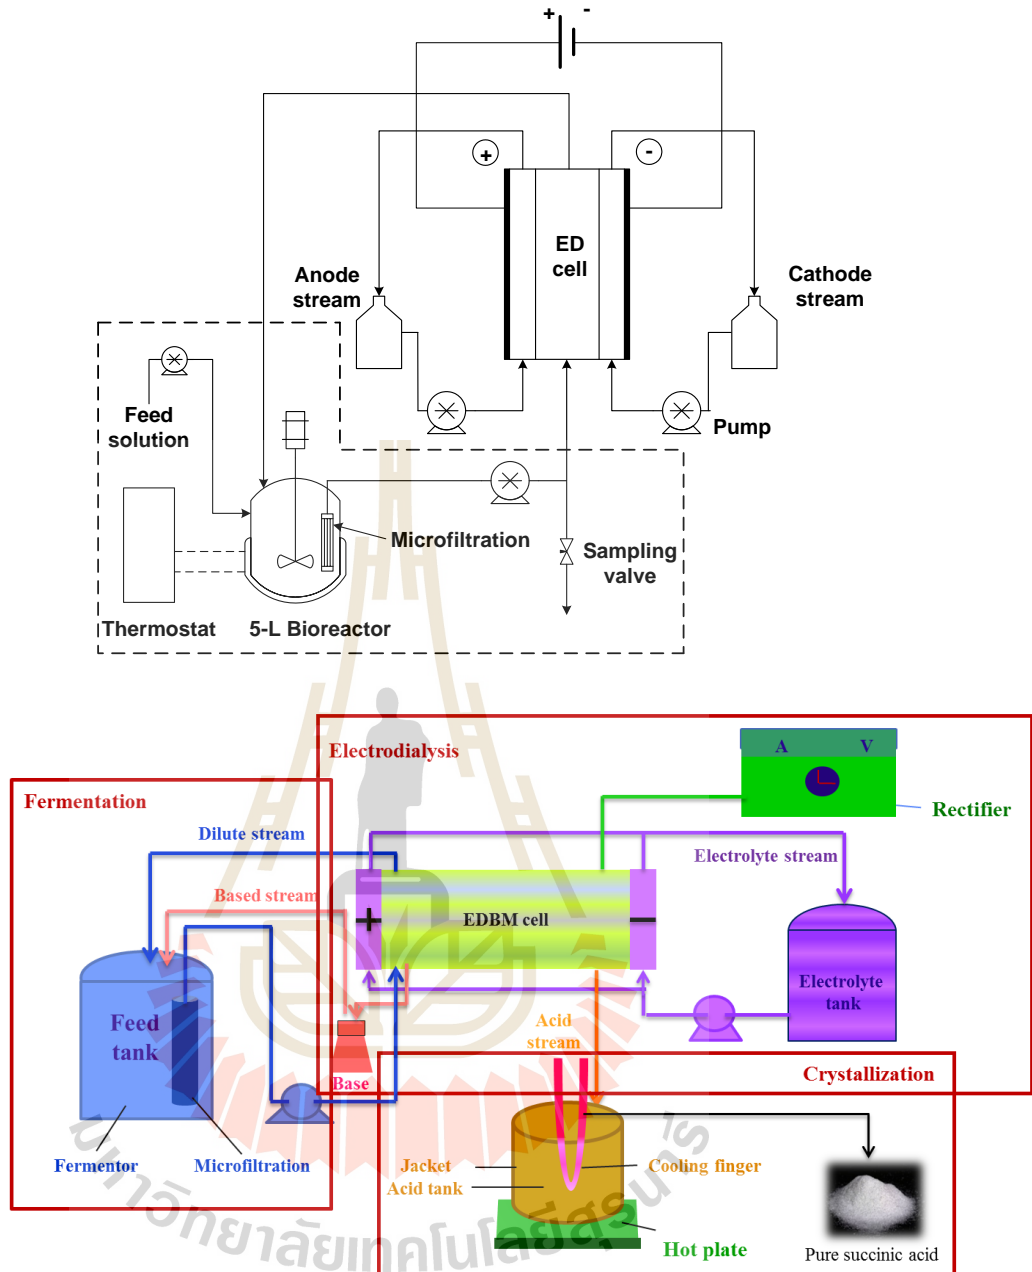 + -
+
-
ED
cell
Anode
stream
Cathode
stream
Feed
solution
Pump
Microfiltration
Sampling
valve
Thermostat
5-L Bioreactor
Electrodialysis
A V
Rectifier
Fermentation
Dilute stream
Electrolyte stream
Based stream
+
EDBM cell
−
Electrolyte
tank
Feed
tank
Acid
stream
Base
Crystallization
Fermentor
Microfiltration
Jacket
Acid tank
Cooling finger
Hot plate
Pure succinic acid
มหาวิทยาลัยเทคโนโลยีสุรนารี